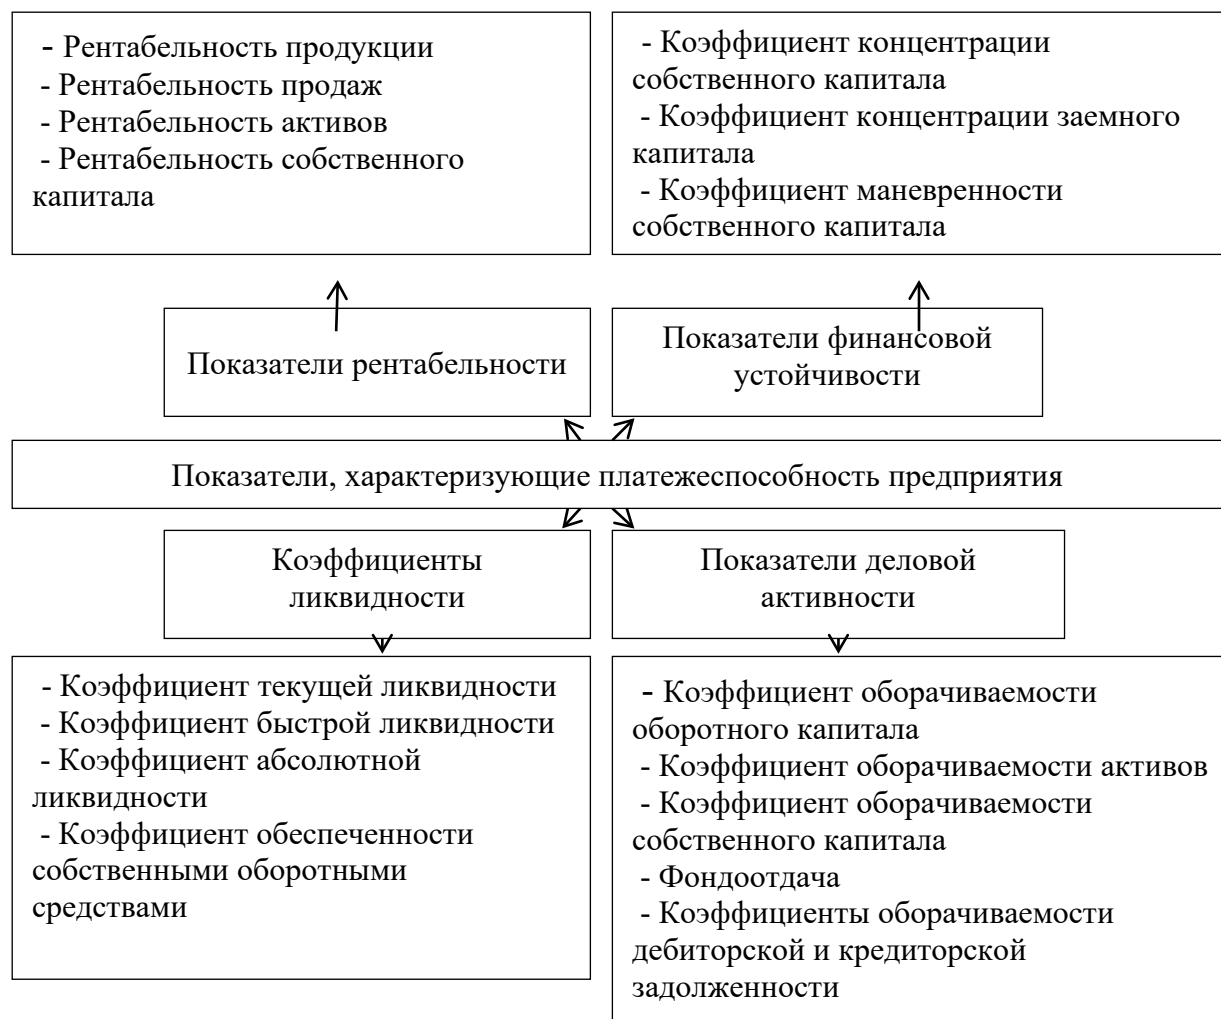 - Рентабельность продукции
- Рентабельность продаж
- Рентабельность активов
- Рентабельность собственного
капитала
- Коэффициент концентрации
собственного капитала
- Коэффициент концентрации заемного
капитала
- Коэффициент маневренности
собственного капитала
Показатели рентабельности
Показатели финансовой
устойчивости
Показатели, характеризующие платежеспособность предприятия
Коэффициенты
ликвидности
Показатели деловой
активности
- Коэффициент текущей ликвидности
- Коэффициент быстрой ликвидности
- Коэффициент абсолютной
ликвидности
- Коэффициент обеспеченности
собственными оборотными
средствами
- Коэффициент оборачиваемости
оборотного капитала
- Коэффициент оборачиваемости активов
- Коэффициент оборачиваемости
собственного капитала
- Фондоотдача
- Коэффициенты оборачиваемости
дебиторской и кредиторской
задолженности